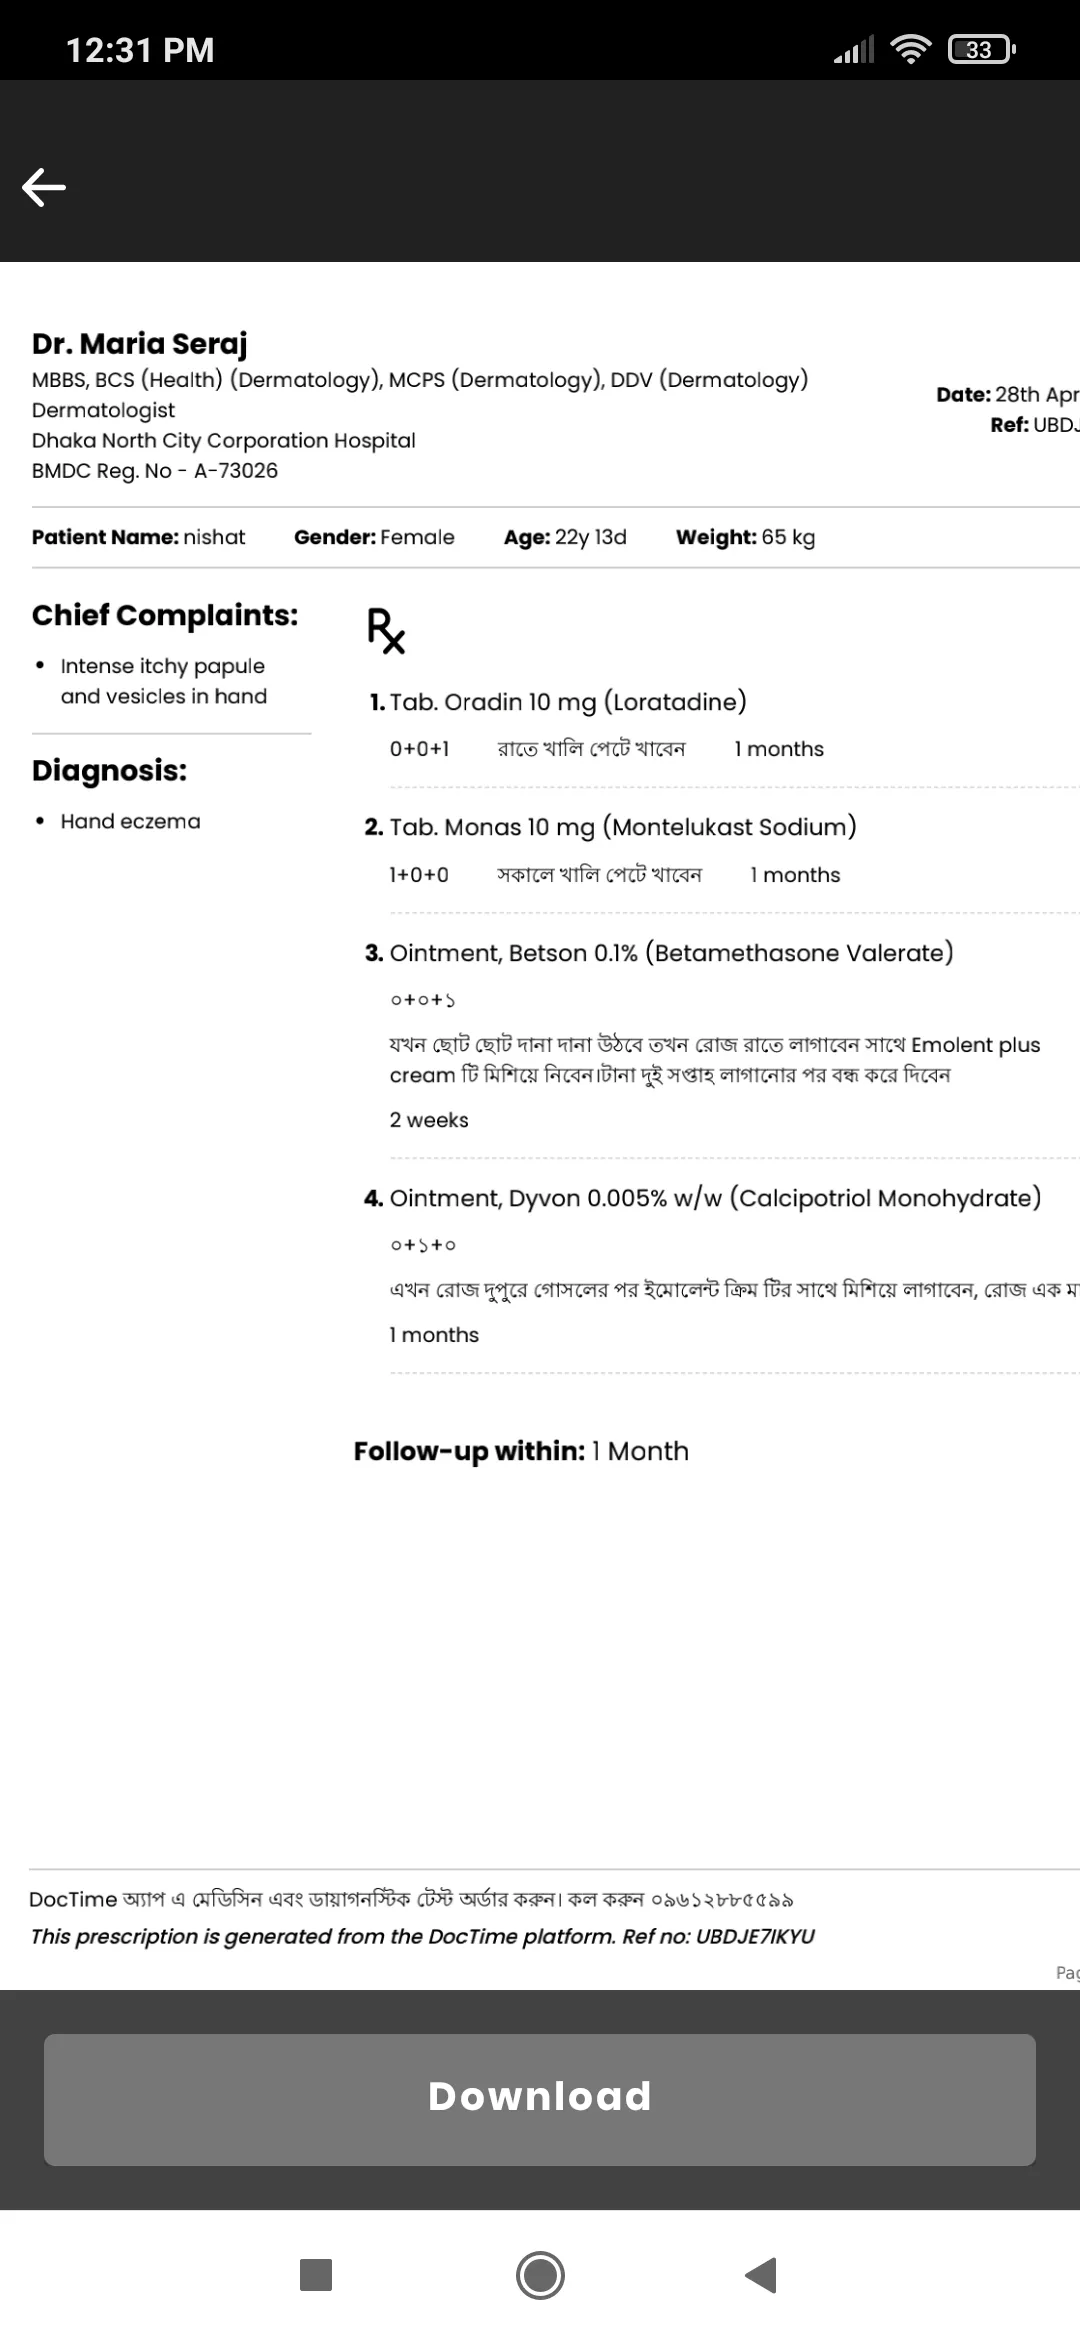 12:31 PM
33
Dr. Maria Seraj
MBBS, BCS (Health) (Dermatology), MCPS (Dermatology), DDV (Dermatology)
Dermatologist
Dhaka North City Corporation Hospital
BMDC Reg. No - A-73026
Date: 28th Apr
Ref: UBDJ
Patient Name: nishat Gender: Female Age: 22y 13d Weight: 65 kg
Chief Complaints:
• Intense itchy papule
and vesicles in hand
Diagnosis:
• Hand eczema
Rx
1. Tab. Oradin 10 mg (Loratadine)
0+0+1 রাতে খালি পেটে খাবেন 1 months
2. Tab. Monas 10 mg (Montelukast Sodium)
1+0+0 সকালে খালি পেটে খাবেন 1 months
3. Ointment, Betson 0.1% (Betamethasone Valerate)
০+০+১
যখন ছোট ছোট দানা দানা উঠবে তখন রোজ রাতে লাগাবেন সাথে Emolent plus
cream টি মিশিয়ে নিবেন।টানা দুই সপ্তাহ লাগানোর পর বন্ধ করে দিবেন
2 weeks
4. Ointment, Dyvon 0.005% w/w (Calcipotriol Monohydrate)
০+১+০
এখন রোজ দুপুরে গোসলের পর ইমোলেন্ট ক্রিম টির সাথে মিশিয়ে লাগাবেন, রোজ এক
1 months
Follow-up within: 1 Month
DocTime অ্যাপ এ মেডিসিন এবং ডায়াগনস্টিক টেস্ট অর্ডার করুন। কল করুন ০৯৬১২৮৮৫৫৯৯
This prescription is generated from the DocTime platform. Ref no: UBDJE7IKYU
Download